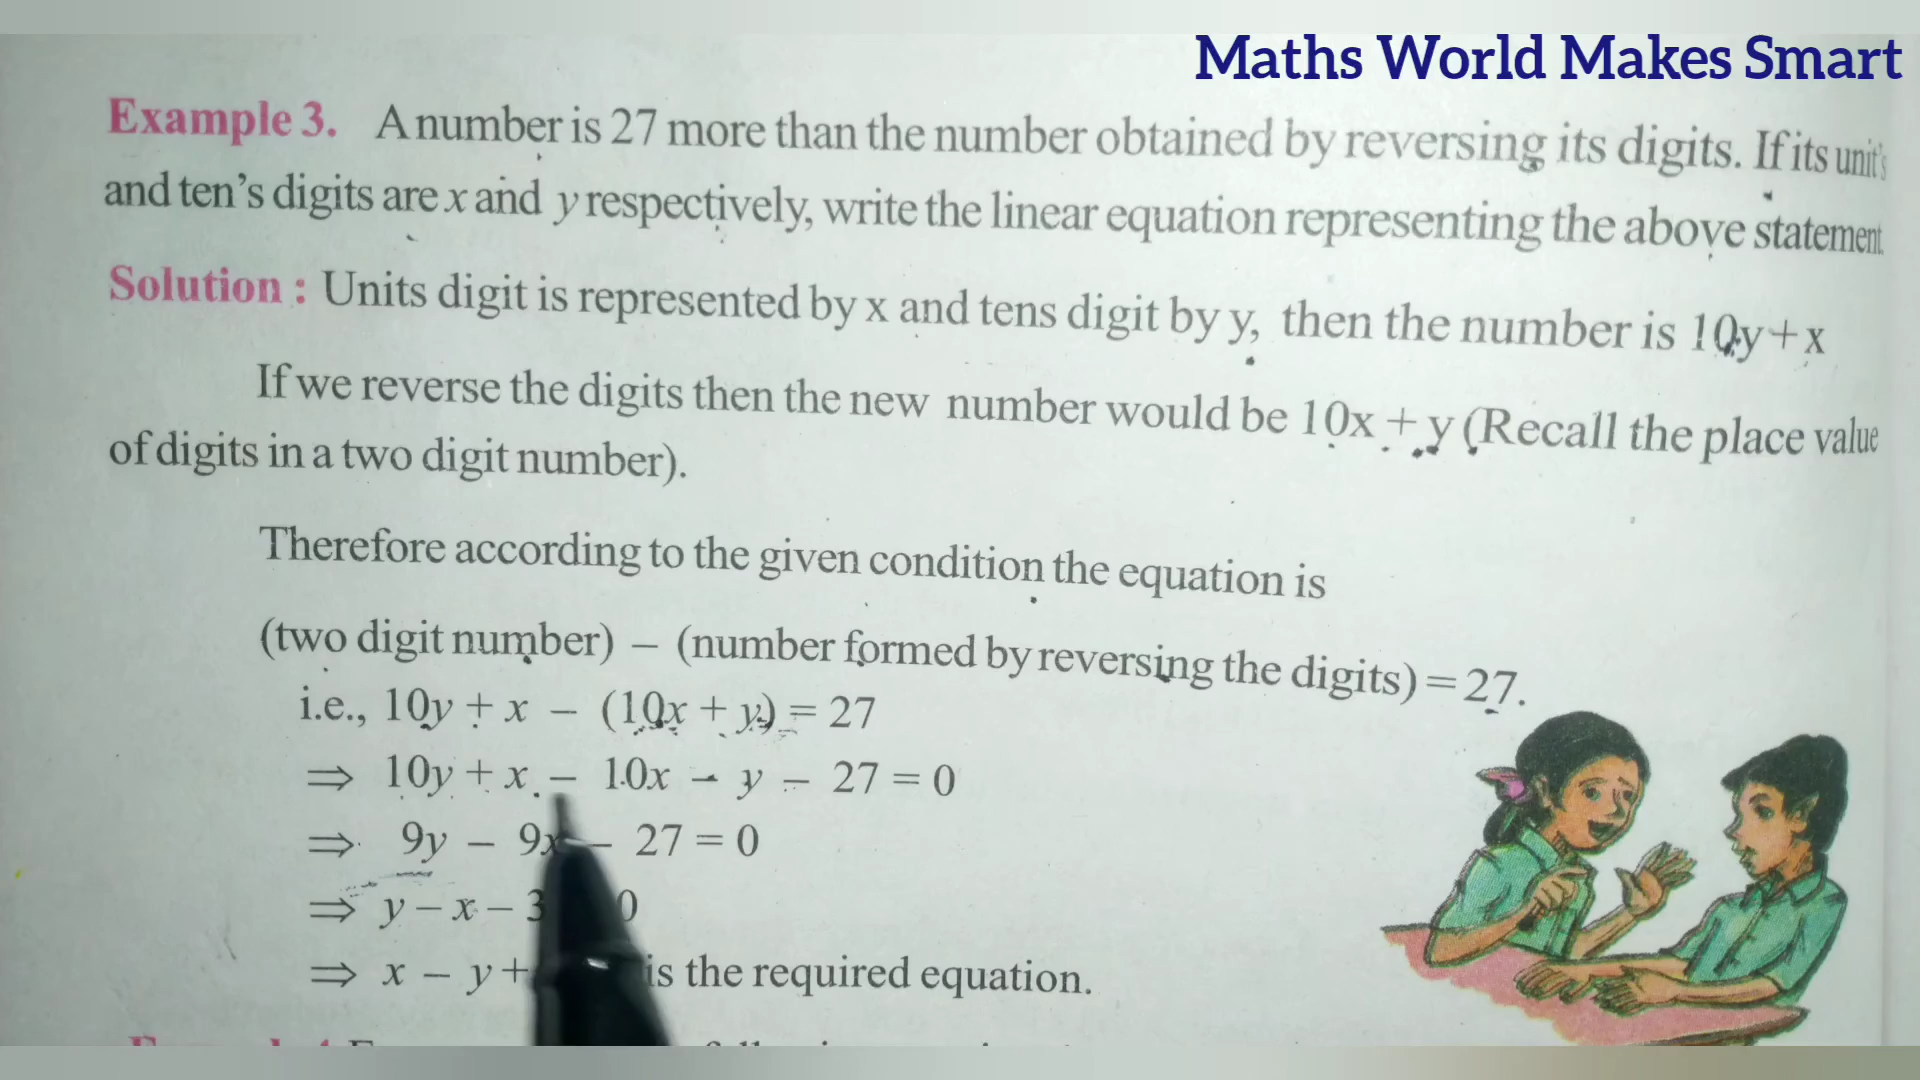 Maths World Makes Smart
Example 3. A number is 27 more than the number obtained by reversing its digits. If its unit's
and ten's digits are x and y respectively, write the linear equation representing the above statement.
Solution : Units digit is represented by x and tens digit by y, then the number is 10y+x
If we reverse the digits then the new number would be 10x + y (Recall the place value
of digits in a two digit number).
Therefore according to the given condition the equation is
(two digit number) – (number formed by reversing the digits) = 27.
i.e., 10y + x – (10x + y) = 27
⇒ 10y + x – 10x – y – 27 = 0
⇒ 9y – 9x – 27 = 0
⇒ y – x – 3 0
⇒ x – y + is the required equation.